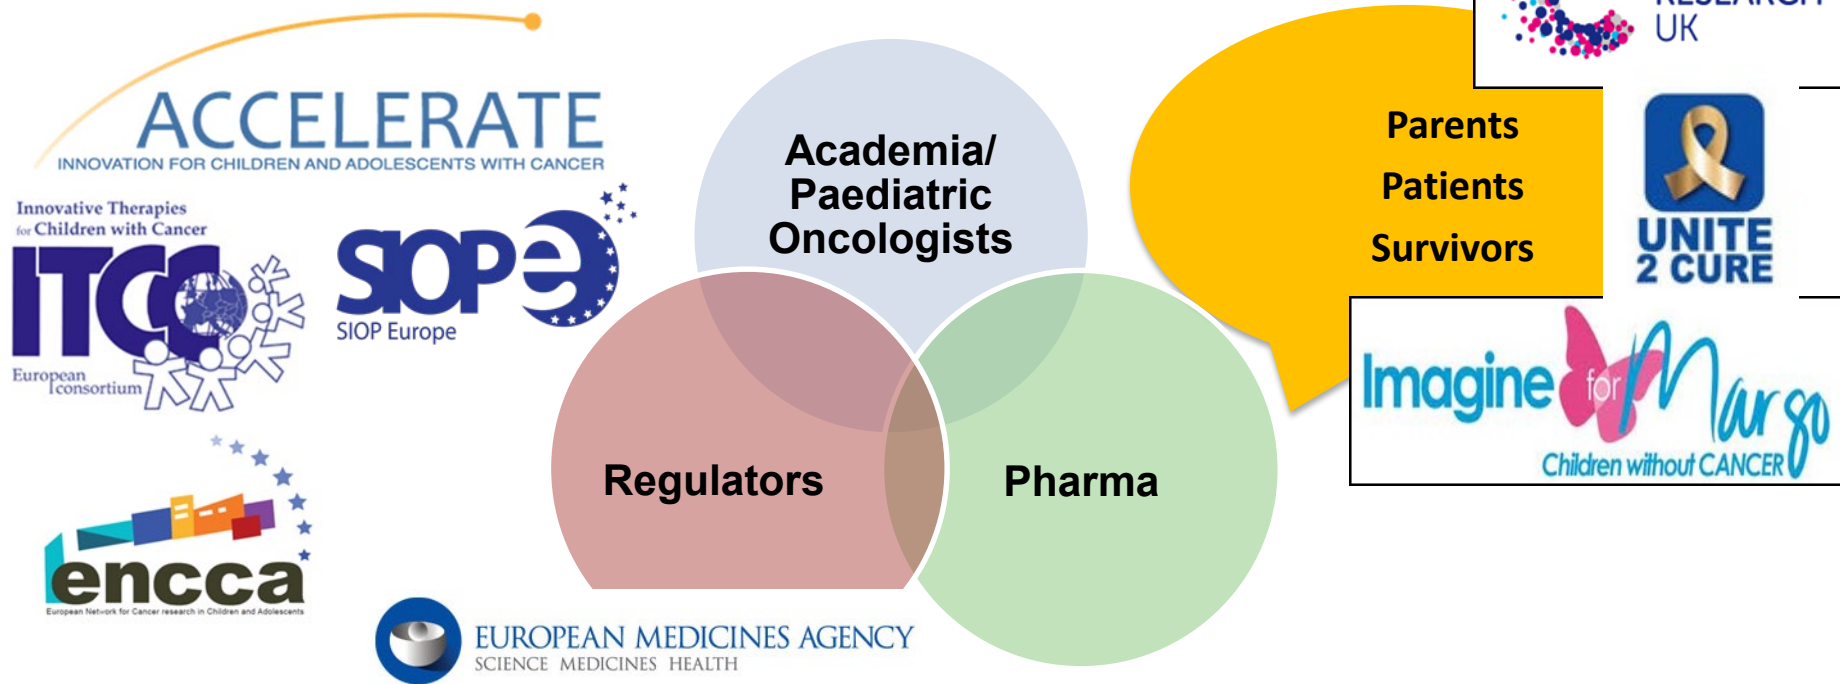 ACCELERATE
INNOVATION FOR CHILDREN AND ADOLESCENTS WITH CANCER
Innovative Therapies
for Children with Cancer
ITCC
European
consortium
SIOPe
SIOP Europe
encca
European Network for Cancer research in Children and Adolescents
EUROPEAN MEDICINES AGENCY
SCIENCE MEDICINES HEALTH
Academia/
Paediatric
Oncologists
Regulators
Pharma
Parents
Patients
Survivors
RESEARCH
UK
UNITE
2 CURE
Imagine for Margo
Children without CANCER